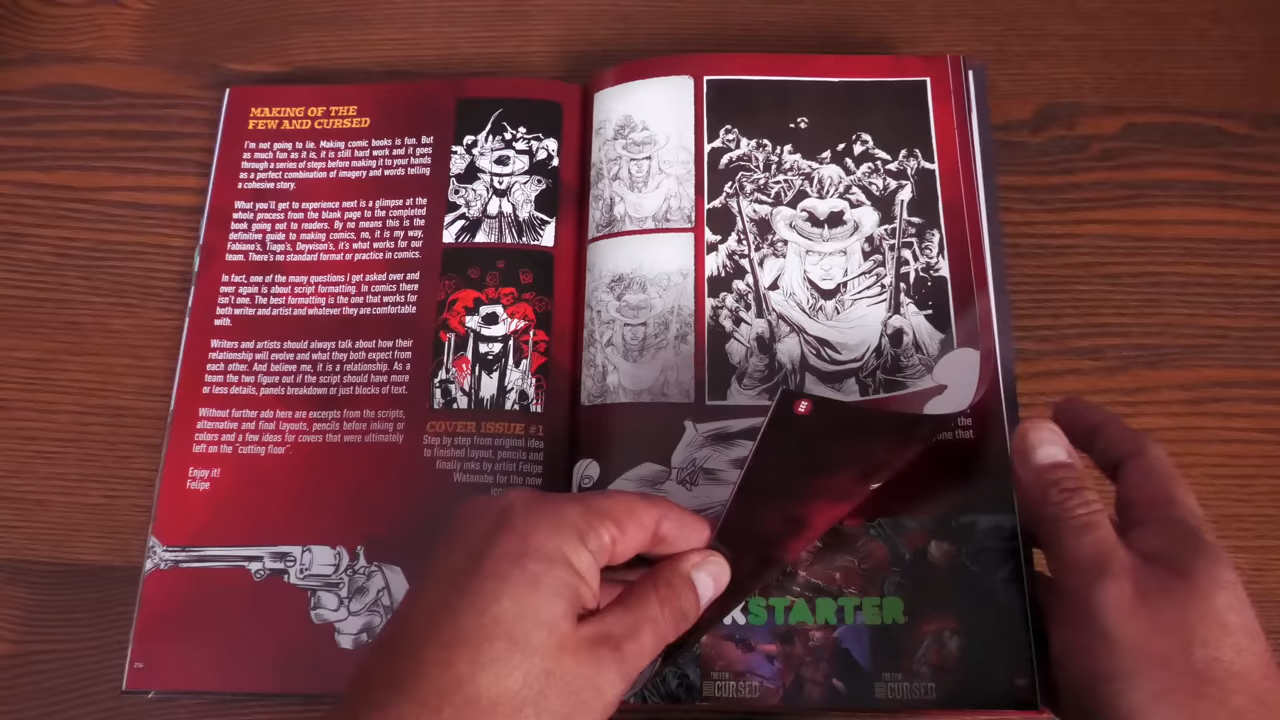 MAKING OF THE
FEW AND CURSED
I'm not going to lie. Making comic books is fun. But
as much fun as it is, it is still hard work and it goes
through a series of steps before making it to your hands
as a perfect combination of imagery and words telling
a cohesive story.
What you'll get to experience next is a glimpse at the
whole process from the blank page to the completed
book going out to readers. By no means this is the
definitive guide to making comics, no, it is my way,
Fabiano's, Tiago's, Deyvison's, it's what works for our
team. There's no standard format or practice in comics.
In fact, one of the many questions I get asked over and
over again is about script formatting. In comics there
isn't one. The best formatting is the one that works for
both writer and artist and whatever they are comfortable
with.
Writers and artists should always talk about how their
relationship will evolve and what they both expect from
each other. And believe me, it is a relationship. As a
team the two figure out if the script should have more
or less details, panels breakdown or just blocks of text.
Without further ado here are excerpts from the scripts,
alternative and final layouts, pencils before inking or
colors and a few ideas for covers that were ultimately
left on the "cutting floor".
Enjoy it!
Felipe
COVER ISSUE #1
Step by step from original idea
to finished layout, pencils and
finally inks by artist Felipe
Watanabe for the now
the
one that
KSTARTER
THE FEW
AND
CURSED
THE FEW
AND
CURSED